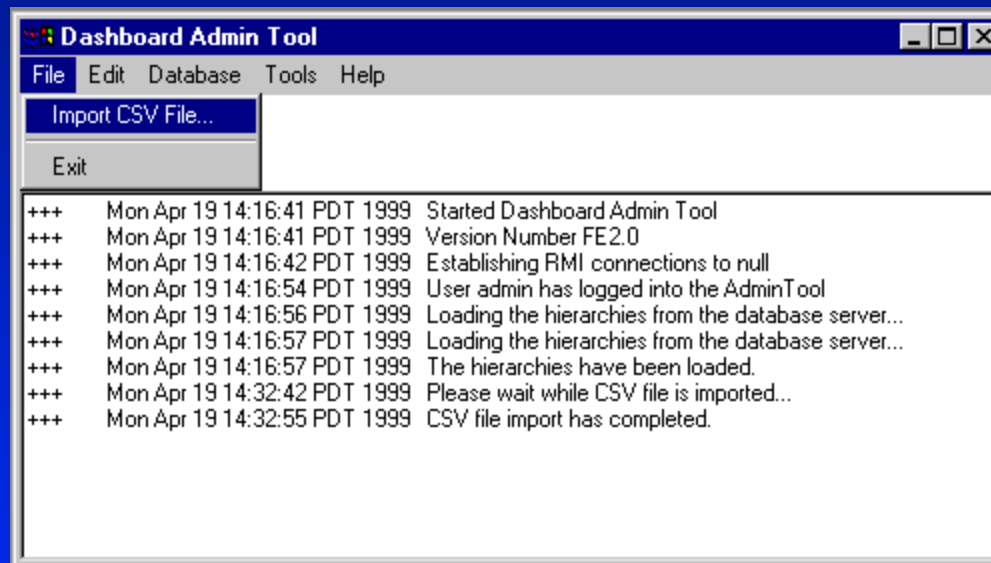 Dashboard Admin Tool
File Edit Database Tools Help
Import CSV File...
Exit
+++ Mon Apr 19 14:16:41 PDT 1999 Started Dashboard Admin Tool
+++ Mon Apr 19 14:16:41 PDT 1999 Version Number FE2.0
+++ Mon Apr 19 14:16:42 PDT 1999 Establishing RMI connections to null
+++ Mon Apr 19 14:16:54 PDT 1999 User admin has logged into the AdminTool
+++ Mon Apr 19 14:16:56 PDT 1999 Loading the hierarchies from the database server...
+++ Mon Apr 19 14:16:57 PDT 1999 Loading the hierarchies from the database server...
+++ Mon Apr 19 14:16:57 PDT 1999 The hierarchies have been loaded.
+++ Mon Apr 19 14:32:42 PDT 1999 Please wait while CSV file is imported...
+++ Mon Apr 19 14:32:55 PDT 1999 CSV file import has completed.